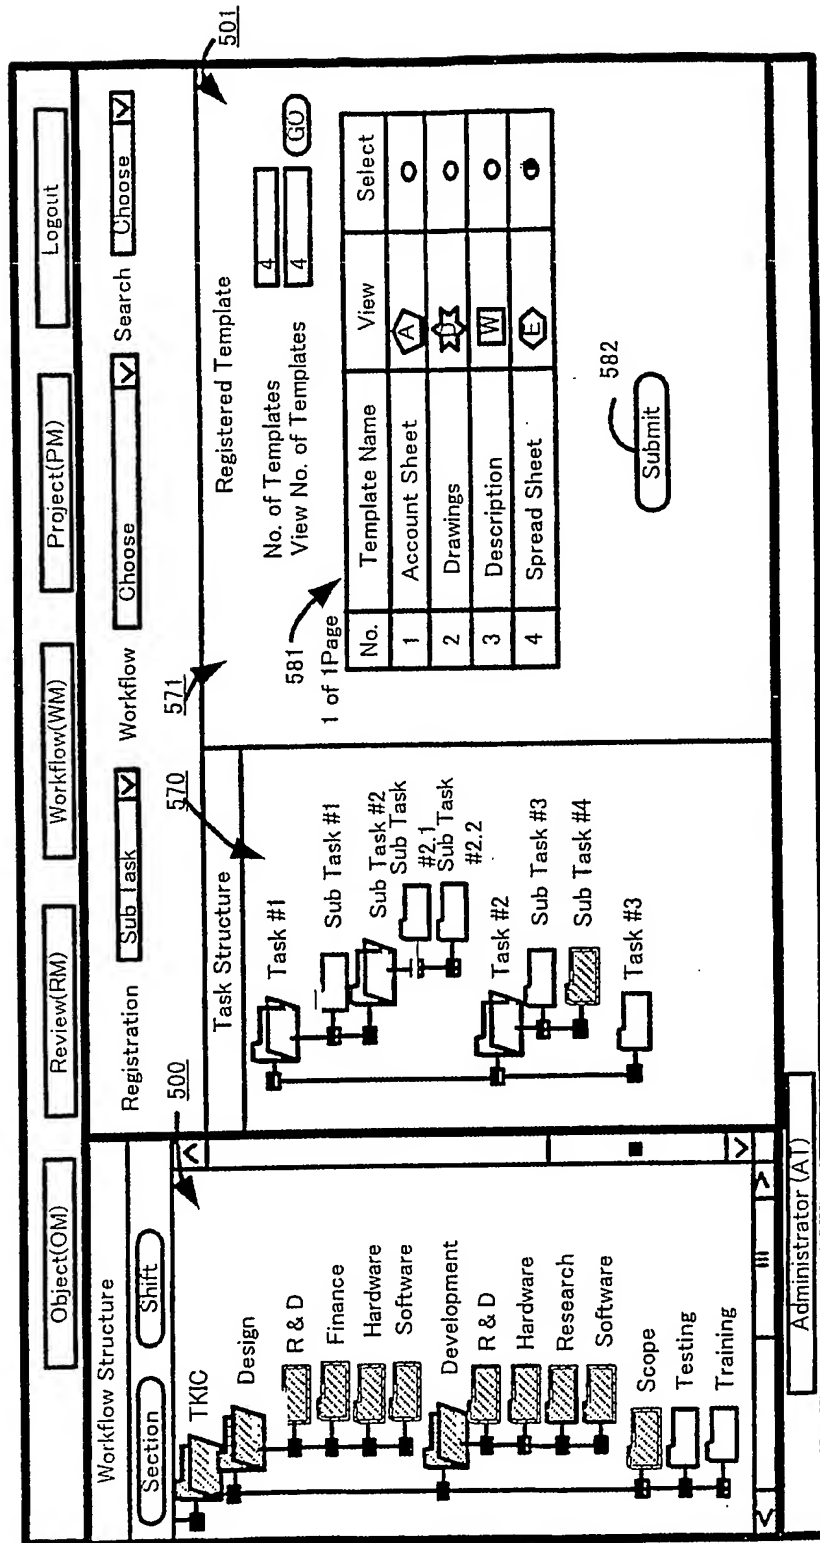 Object(OM) Review(RM) Workflow(WM) Project(PM) Logout
Workflow Structure
Section Shift
500
TKIC
Design
R & D
Finance
Hardware
Software
Development
R & D
Hardware
Research
Software
Scope
Testing
Training
Registration Sub Task Workflow Choose Search Choose
Task Structure
570
Task #1
Sub Task #1
Sub Task #2
Sub Task #2.1
Sub Task #2.2
Task #2
Sub Task #3
Sub Task #4
Task #3
571
501
Registered Template
No. of Templates 4
View No. of Templates 4 GO
581
1 of 1Page
No. Template Name View Select
1 Account Sheet A
2 Drawings D
3 Description W
4 Spread Sheet E
582
Submit
Administrator (AT)